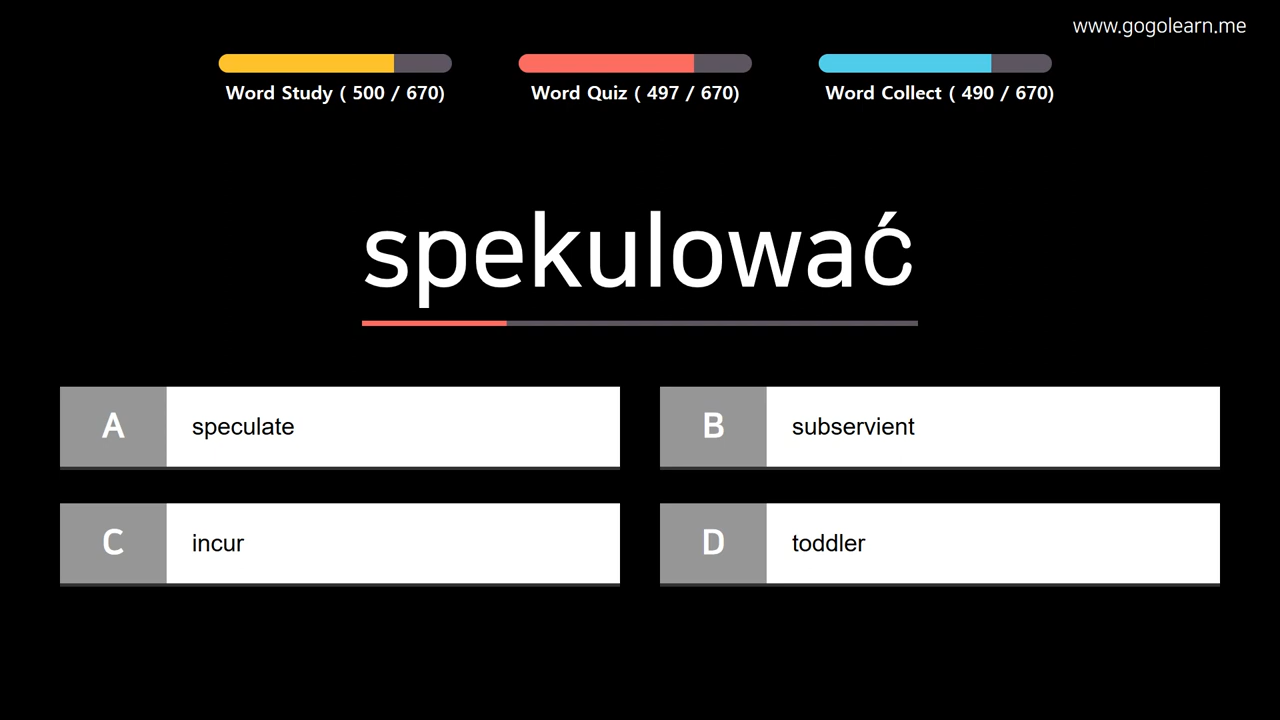 www.gogolearn.me
Word Study ( 500 / 670)
Word Quiz ( 497 / 670)
Word Collect ( 490 / 670)
spekulować
A speculate
B subservient
C incur
D toddler